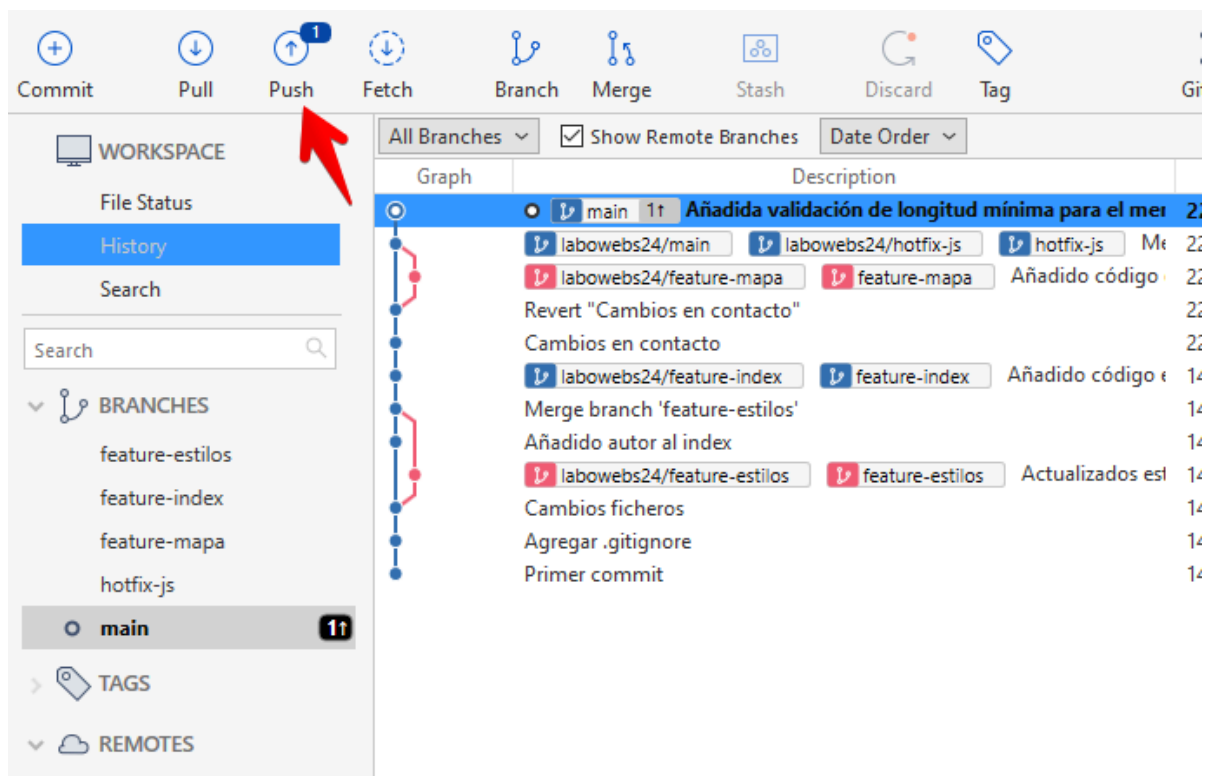 1
Commit Pull Push Fetch Branch Merge Stash Discard Tag
WORKSPACE
File Status
History
Search
Search
BRANCHES
feature-estilos
feature-index
feature-mapa
hotfix-js
main 1↑
TAGS
REMOTES
All Branches Show Remote Branches Date Order
Graph Description
main 1↑ Añadida validación de longitud mínima para el
labowebs24/main labowebs24/hotfix-js hotfix-js
labowebs24/feature-mapa feature-mapa Añadido código
Revert "Cambios en contacto"
Cambios en contacto
labowebs24/feature-index feature-index Añadido código
Merge branch 'feature-estilos'
Añadido autor al index
labowebs24/feature-estilos feature-estilos Actualizados
Cambios ficheros
Agregar .gitignore
Primer commit